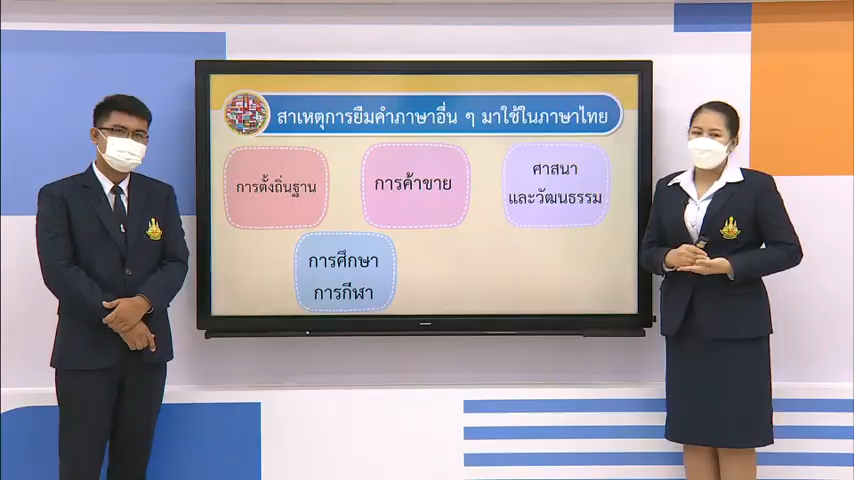 สาเหตุการยืมคำภาษาอื่น ๆ มาใช้ในภาษาไทย
การตั้งถิ่นฐาน
การค้าขาย
ศาสนา
และวัฒนธรรม
การศึกษา
การกีฬา